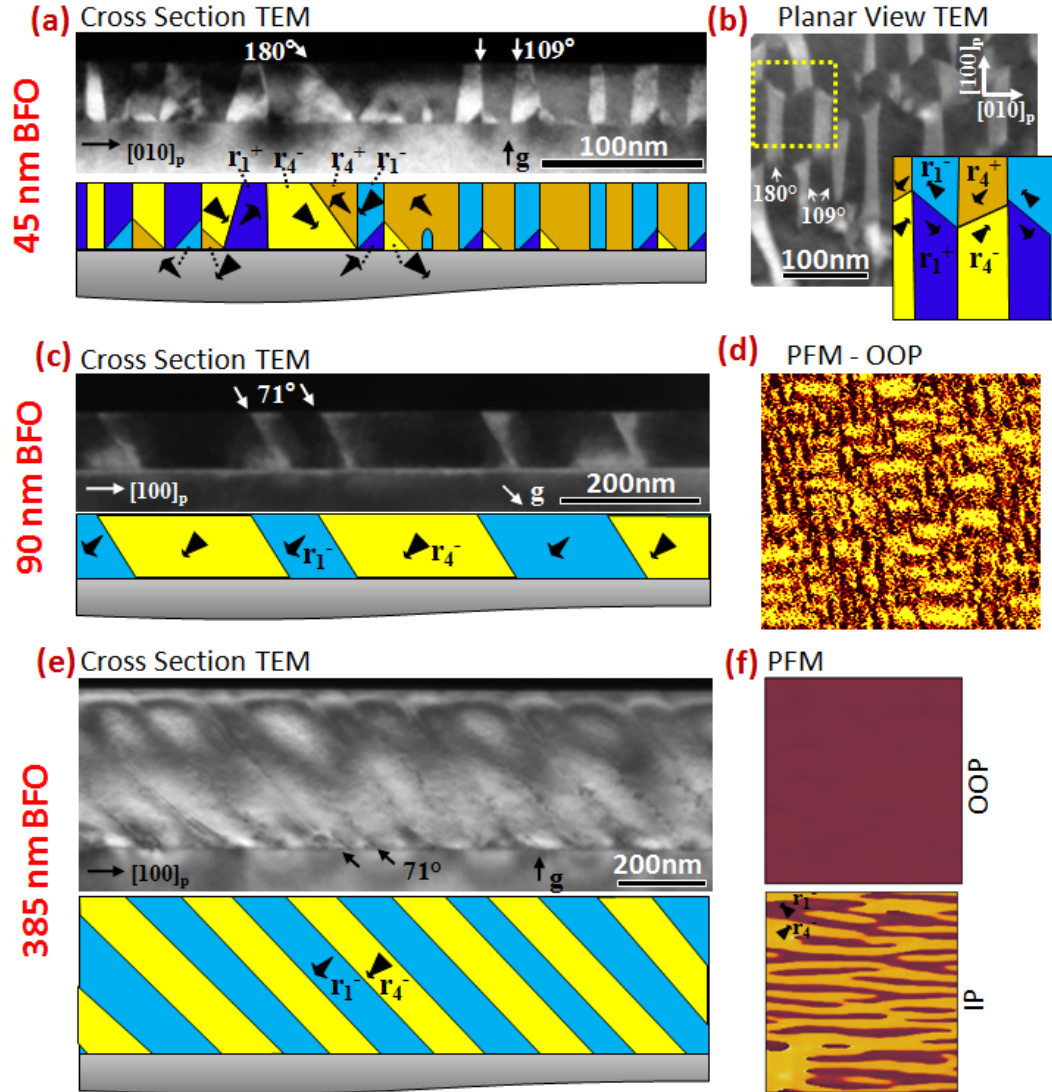 (a) Cross Section TEM
180°
109°
[010]ₚ
g
100nm
r₁⁺ r₄⁻ r₄⁺ r₁⁻
45 nm BFO
(b) Planar View TEM
[100]ₚ
[010]ₚ
180°
109°
100nm
r₁⁻ r₄⁺
r₁⁺ r₄⁻
(c) Cross Section TEM
71°
[100]ₚ
g
200nm
r₁⁻ r₄⁻
90 nm BFO
(d) PFM - OOP
(e) Cross Section TEM
[100]ₚ
71°
g
200nm
r₁⁻ r₄⁻
385 nm BFO
(f) PFM
OOP
r₁⁻
r₄⁻
IP